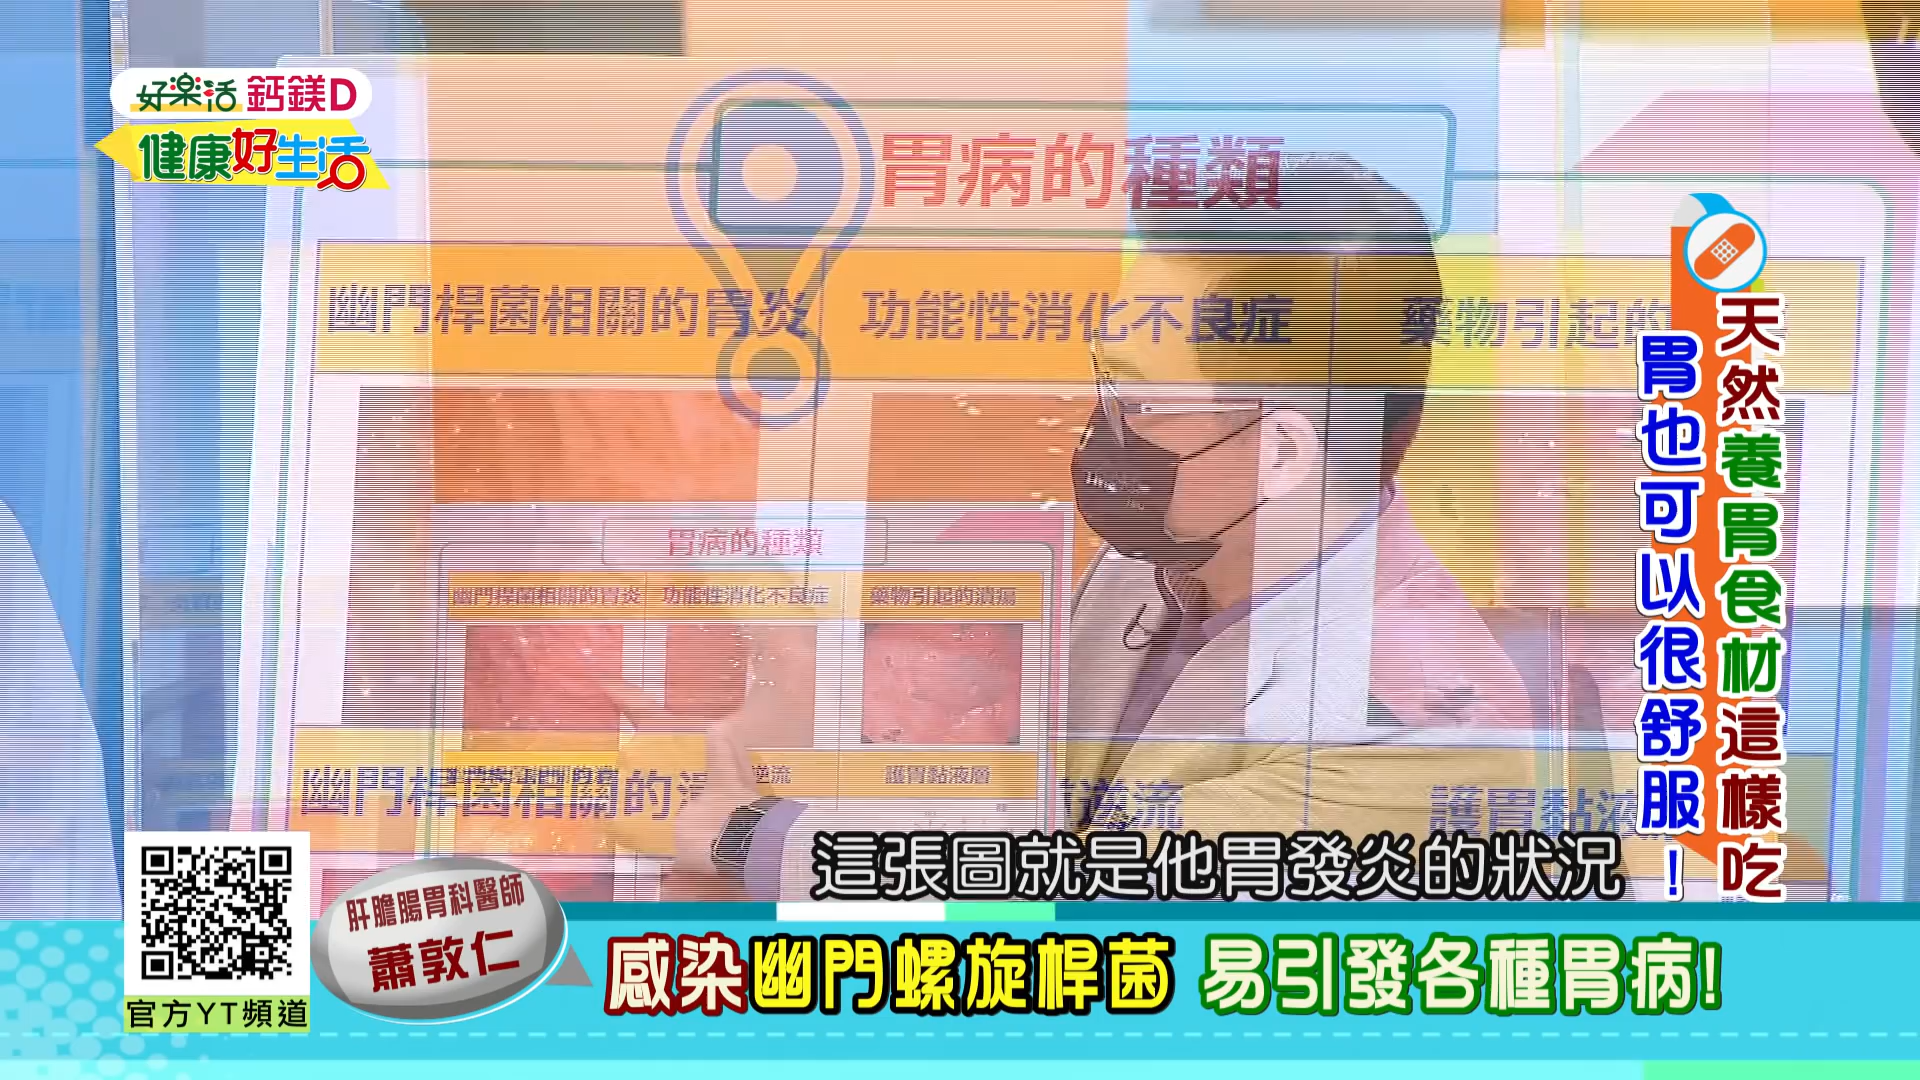 好樂活 鈣鎂D
健康好生活
胃病的種類
幽門桿菌相關的胃炎
功能性消化不良症
藥物引起的
胃病的種類
幽門桿菌相關的胃炎
功能性消化不良症
藥物引起的潰瘍
逆流
護胃黏液層
幽門桿菌相關的
逆流
護胃黏液
天然養胃食材這樣吃
胃也可以很舒服!
這張圖就是他胃發炎的狀況
肝膽腸胃科醫師
蕭敦仁
感染幽門螺旋桿菌 易引發各種胃病!
官方YT頻道